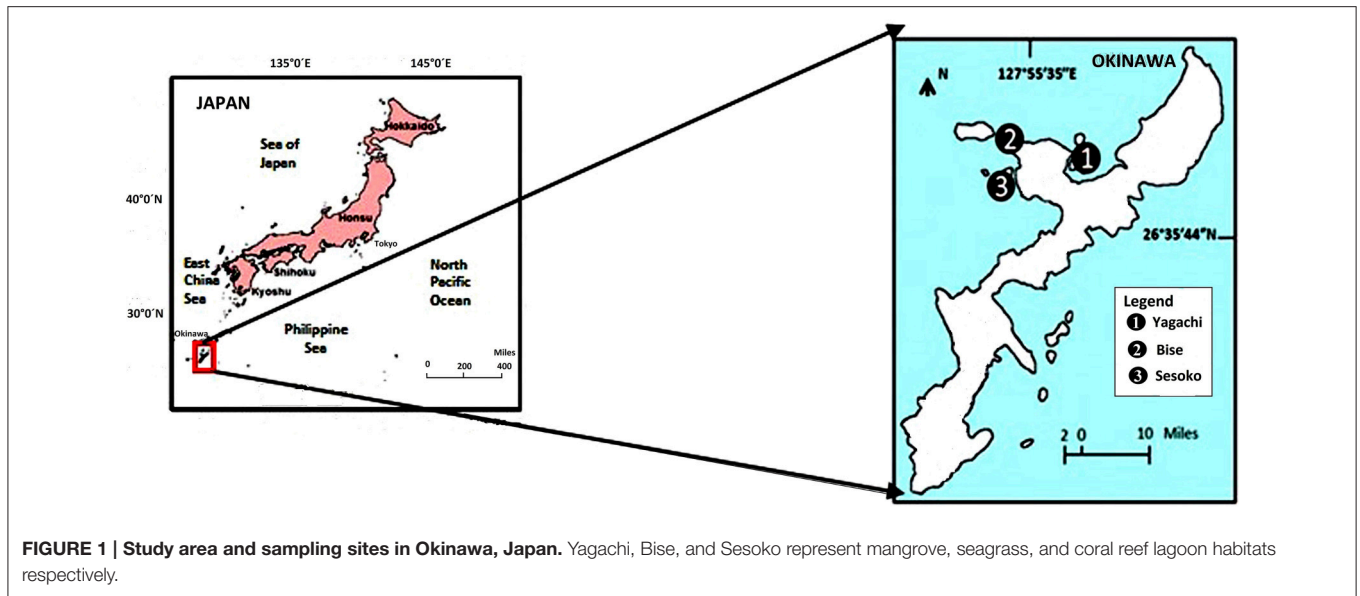 135°0´E
145°0´E
JAPAN
Hokkaido
Sea of
Japan
40°0´N
Honsu
Tokyo
East
China
Sea
Shihoku
Kyoshu
North
Pacific
Ocean
30°0´N
Okinawa
Philippine
Sea
Miles
0 200 400
OKINAWA
127°55'35"E
N
2
1
3
26°35'44"N
Legend
1 Yagachi
2 Bise
3 Sesoko
2 0 10 Miles
FIGURE 1 | Study area and sampling sites in Okinawa, Japan. Yagachi, Bise, and Sesoko represent mangrove, seagrass, and coral reef lagoon habitats
respectively.